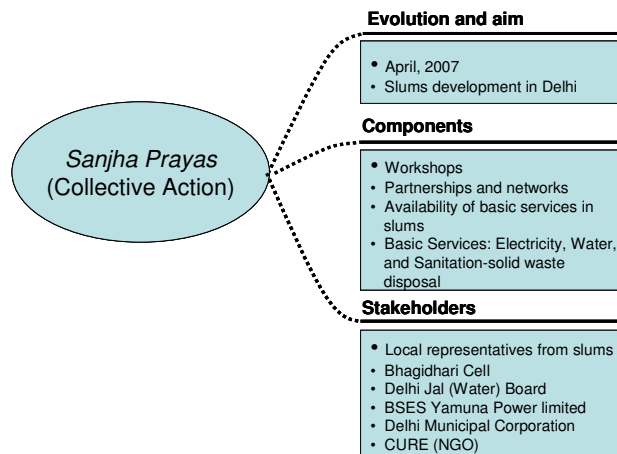 Sanjha Prayas
(Collective Action)
Evolution and aim
• April, 2007
• Slums development in Delhi
Components
• Workshops
• Partnerships and networks
• Availability of basic services in
slums
• Basic Services: Electricity, Water,
and Sanitation-solid waste
disposal
Stakeholders
• Local representatives from slums
• Bhagidhari Cell
• Delhi Jal (Water) Board
• BSES Yamuna Power limited
• Delhi Municipal Corporation
• CURE (NGO)